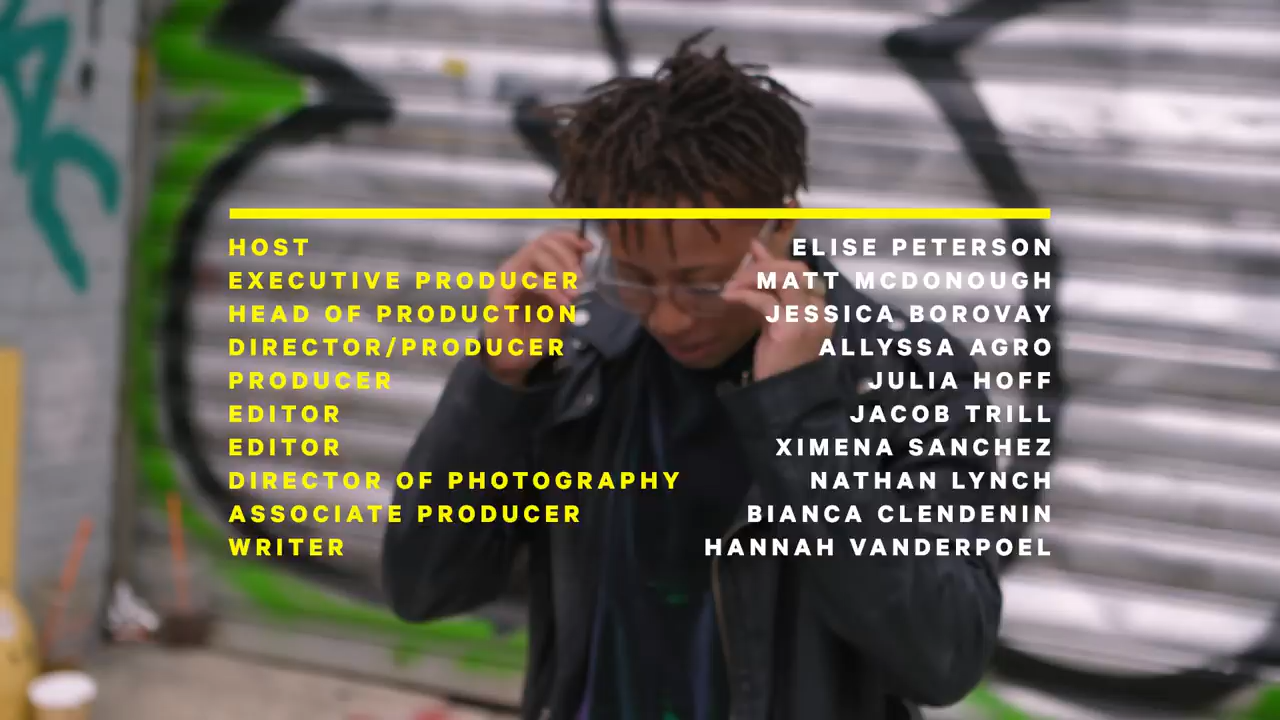 HOST ELISE PETERSON
EXECUTIVE PRODUCER MATT MCDONOUGH
HEAD OF PRODUCTION JESSICA BOROVAY
DIRECTOR/PRODUCER ALLYSSA AGRO
PRODUCER JULIA HOFF
EDITOR JACOB TRILL
EDITOR XIMENA SANCHEZ
DIRECTOR OF PHOTOGRAPHY NATHAN LYNCH
ASSOCIATE PRODUCER BIANCA CLENDENIN
WRITER HANNAH VANDERPOEL